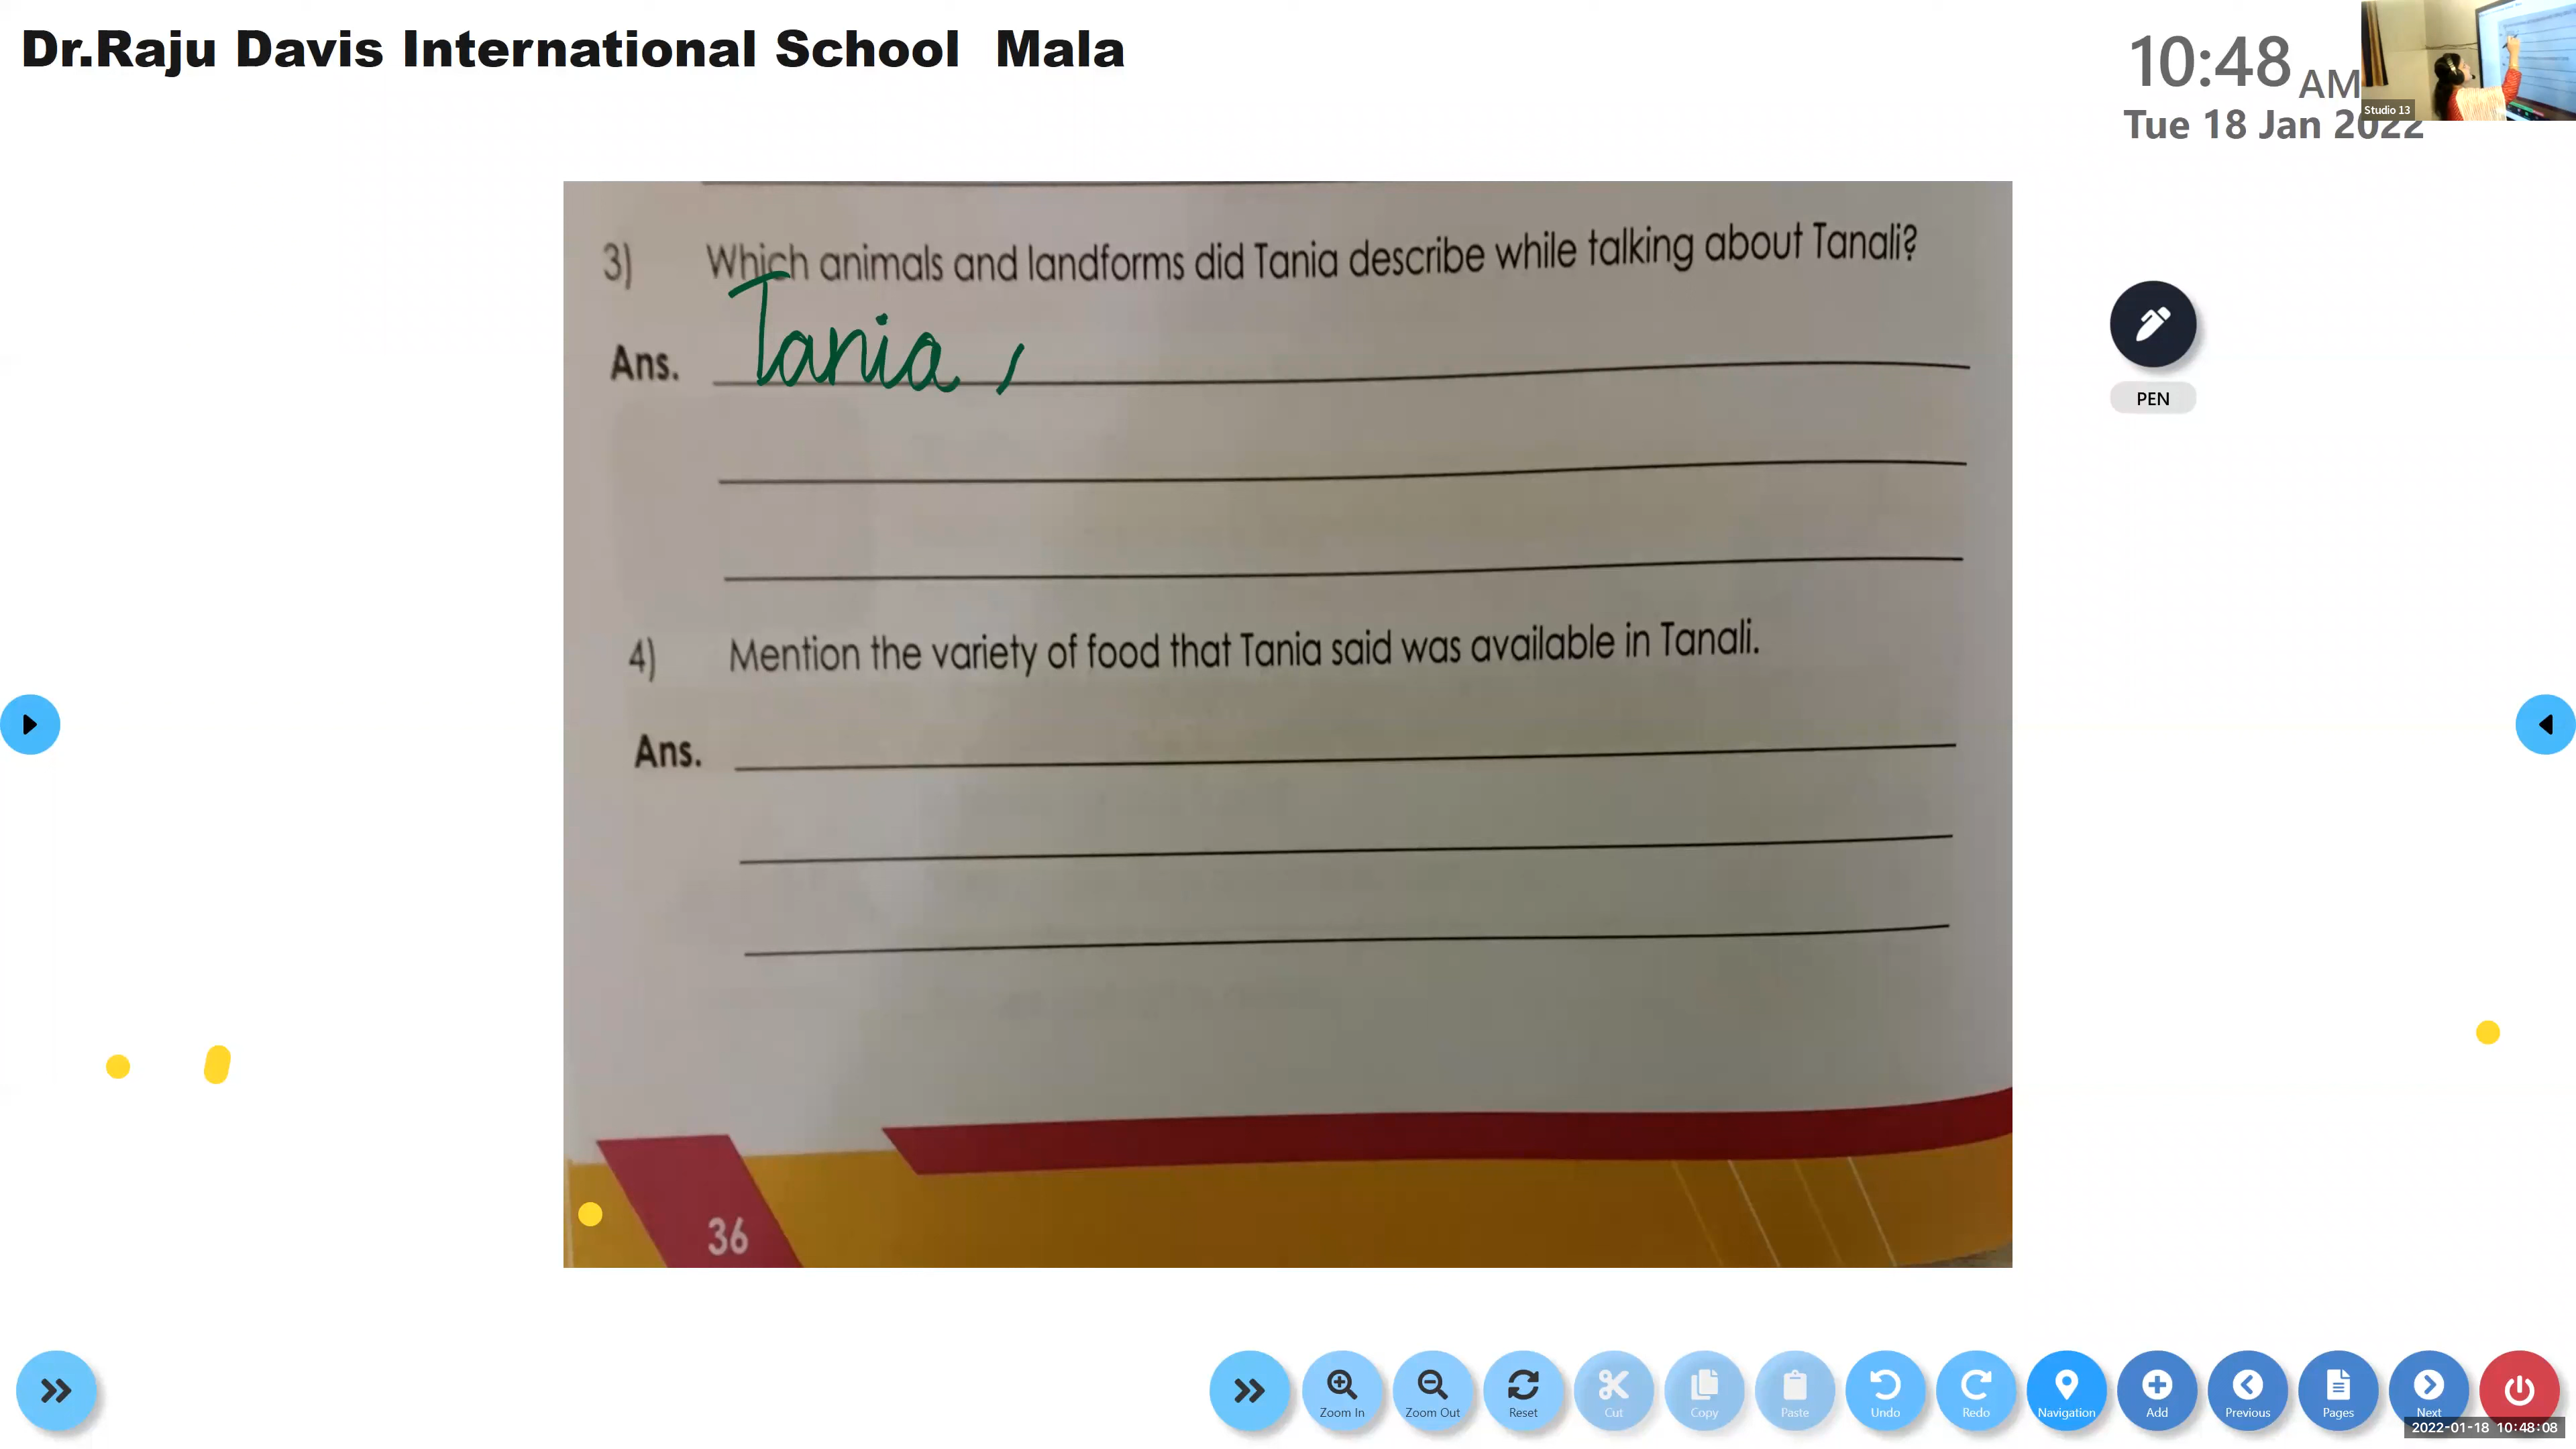 Dr.Raju Davis International School Mala
10:48 AM
Tue 18 Jan 2022
Studio 13
3) Which animals and landforms did Tania describe while talking about Tanali?
Ans. Tania
PEN
4) Mention the variety of food that Tania said was available in Tanali.
Ans.
36
Zoom In Zoom Out Reset Cut Copy Paste Undo Redo Navigation Add Previous Pages Next
2022-01-18 10:48:08